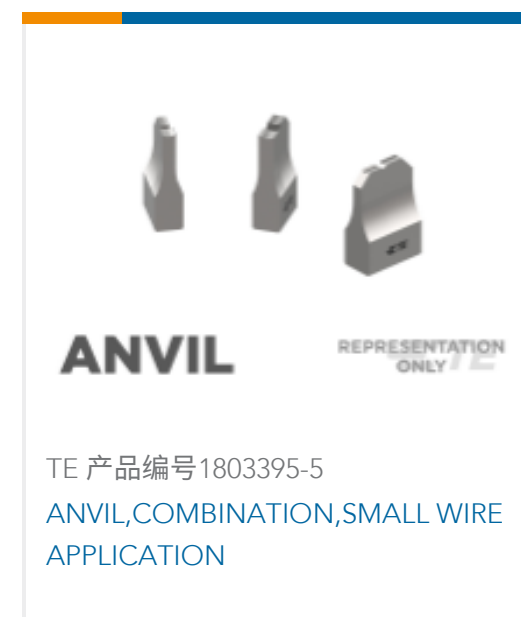 ANVIL
REPRESENTATION
ONLY
TE
TE 产品编号1803395-5
ANVIL,COMBINATION,SMALL WIRE
APPLICATION